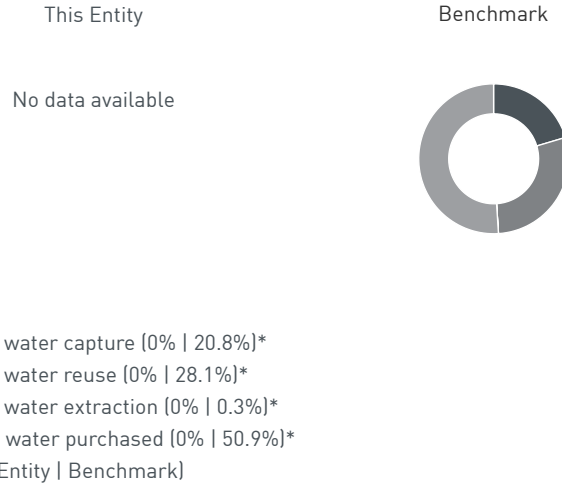 This Entity
Benchmark
No data available
water capture (0% | 20.8%)*
water reuse (0% | 28.1%)*
water extraction (0% | 0.3%)*
water purchased (0% | 50.9%)*
Entity | Benchmark)